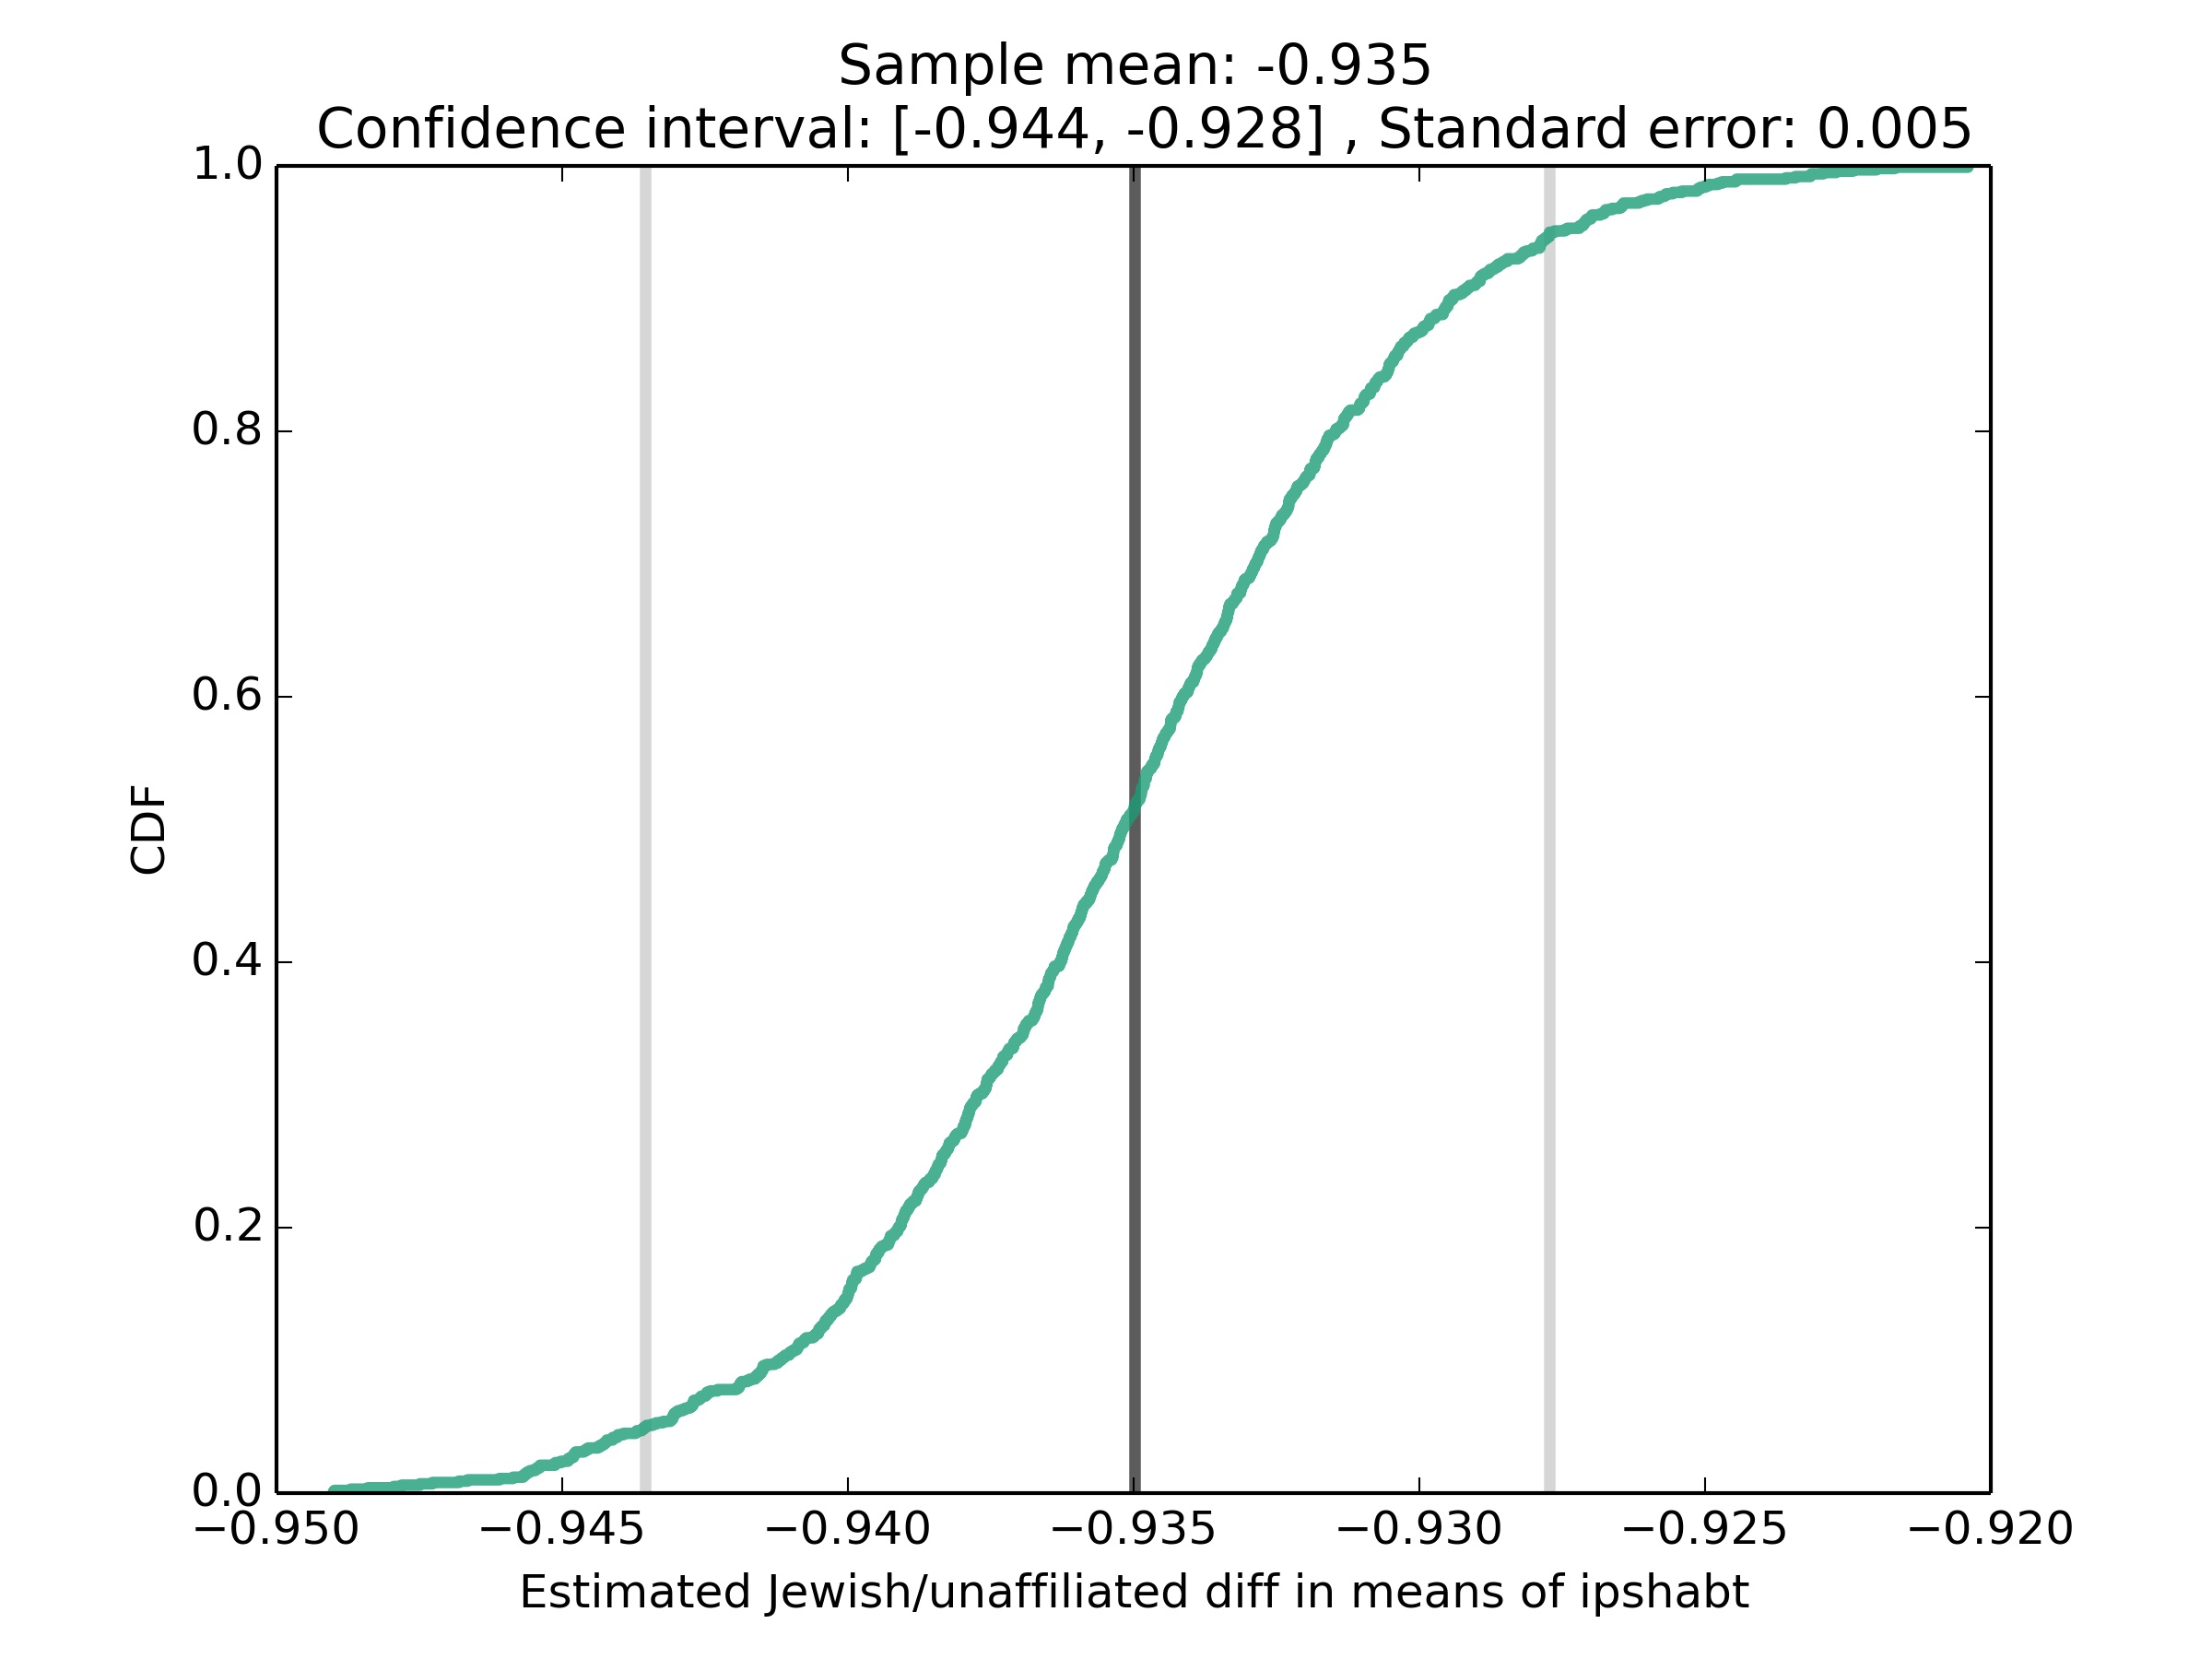 Sample mean: -0.935
Confidence interval: [-0.944, -0.928] , Standard error: 0.005
1.0
0.8
0.6
0.4
0.2
0.0
CDF
−0.950 −0.945 −0.940 −0.935 −0.930 −0.925 −0.920
Estimated Jewish/unaffiliated diff in means of ipshabt